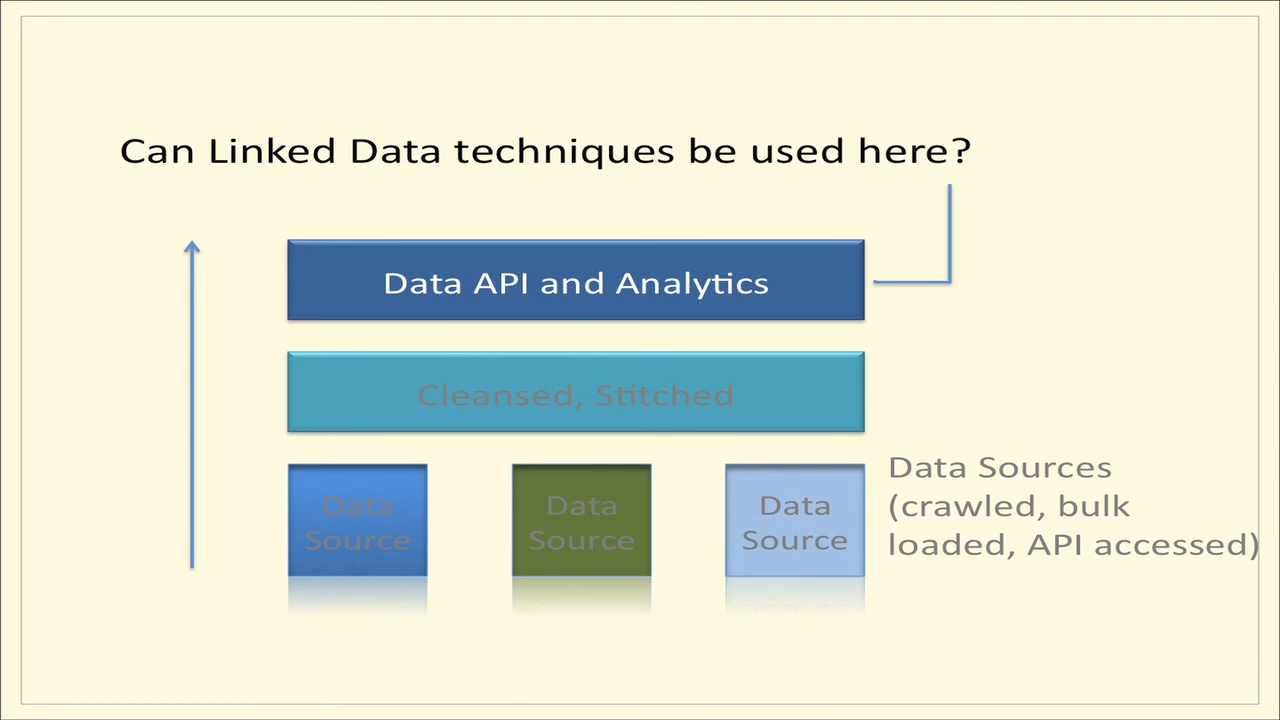 Can Linked Data techniques be used here?
Data API and Analytics
Cleansed, Stitched
Data
Source
Data
Source
Data
Source
Data Sources
(crawled, bulk
loaded, API accessed)